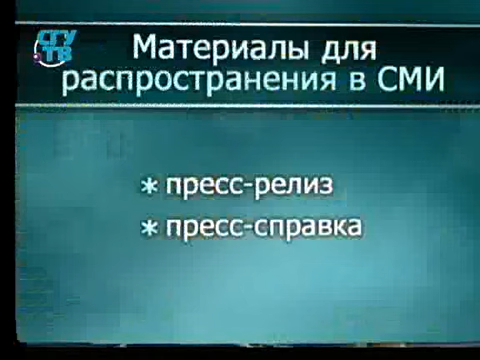 СГУ
ТВ
Материалы для
распространения в СМИ
* пресс-релиз
* пресс-справка